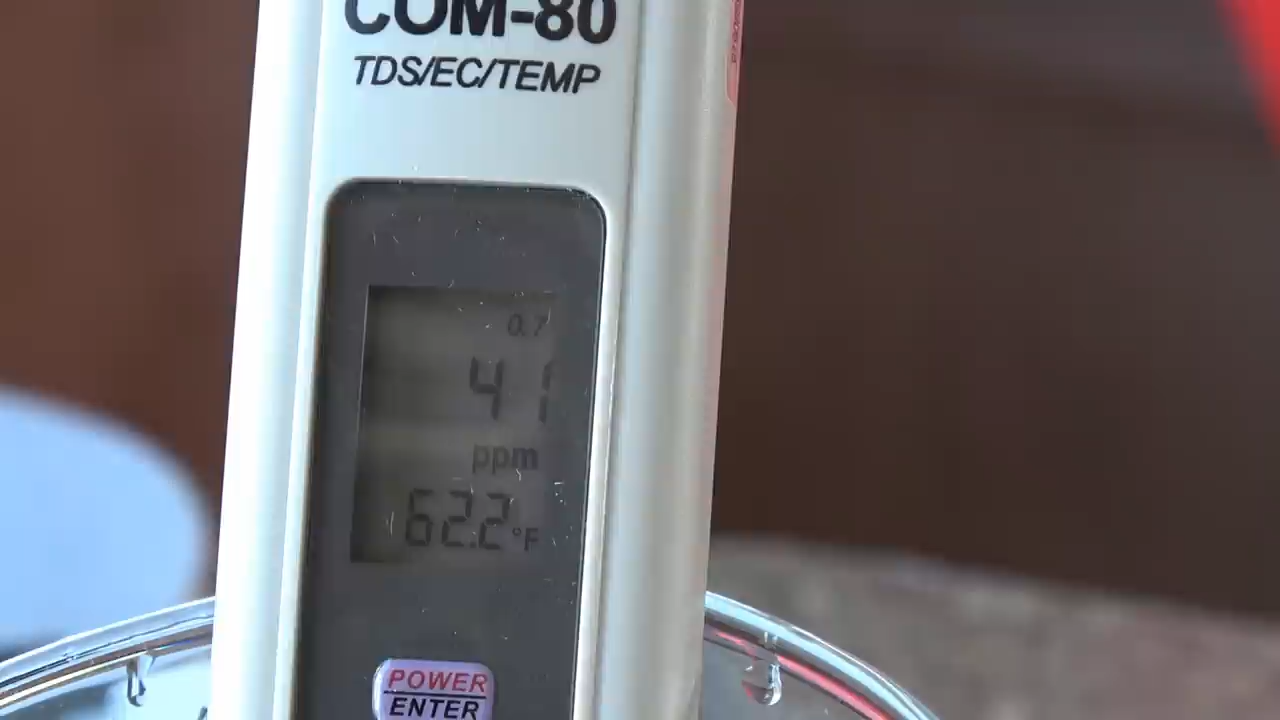 COM-80
TDS/EC/TEMP
0.7
41
ppm
62.2°F
POWER
ENTER